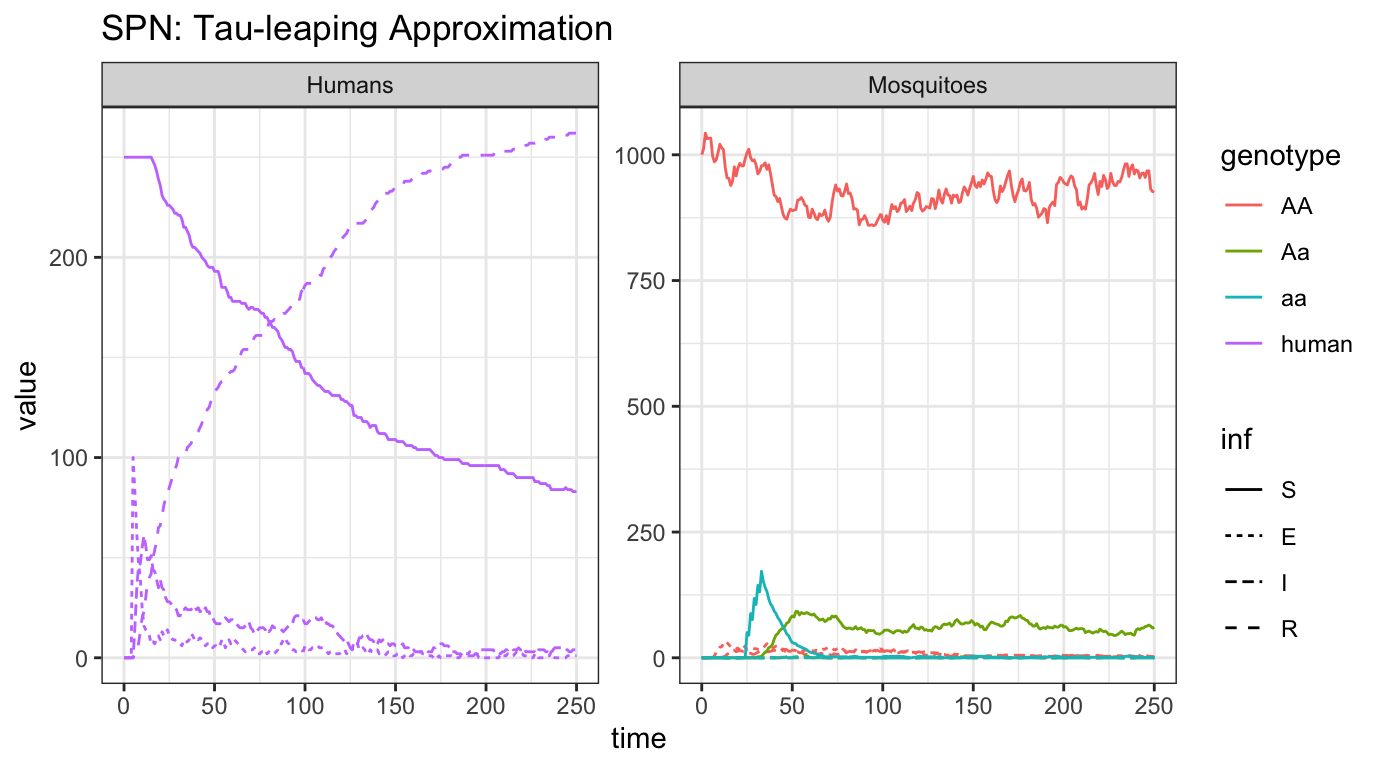 SPN: Tau-leaping Approximation
Humans
Mosquitoes
value
200
100
0
1000
750
500
250
0
0 50 100 150 200 250
0 50 100 150 200 250
time
genotype
AA
Aa
aa
human
inf
S
E
I
R